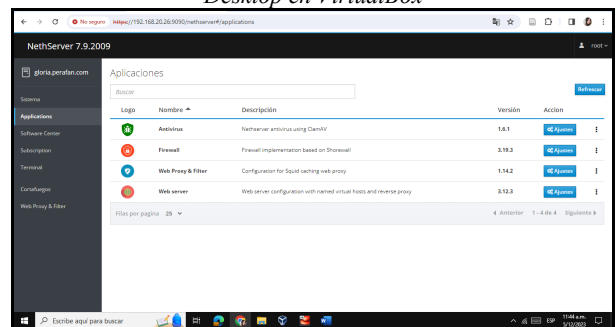 Desktop en VirtualBox
No seguro https://192.168.20.26:9090/nethserver#/applications
NethServer 7.9.2009
root
gloria.perafan.com
Sistema
Applications
Software Center
Subscription
Terminal
Cortafuegos
Web Proxy & Filter
Aplicaciones
Buscar
Refrescar
Logo Nombre Descripción Versión Accion
Antivirus Nethserver antivirus using ClamAV 1.6.1 Ajustes
Firewall Firewall implementation based on Shorewall 3.19.3 Ajustes
Web Proxy & Filter Configuration for Squid caching web proxy 1.14.2 Ajustes
Web server Web server configuration with named virtual hosts and reverse proxy 3.12.3 Ajustes
Filas por pagina 25 Anterior 1 - 4 de 4 Siguiente
Escribe aquí para buscar
ESP
11:44 a.m.
5/12/2023